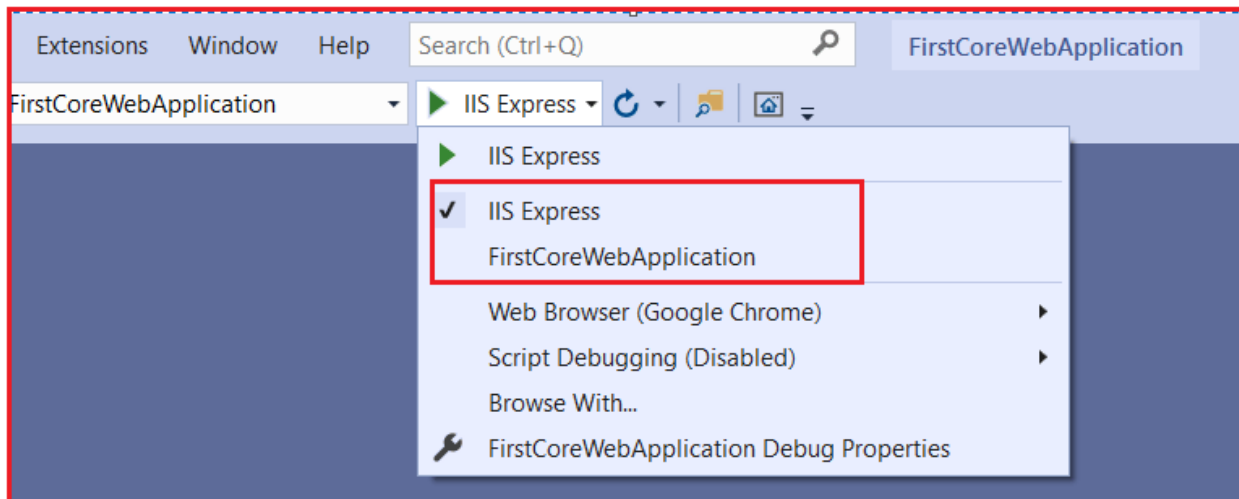 Extensions Window Help Search (Ctrl+Q) FirstCoreWebApplication
FirstCoreWebApplication IIS Express
IIS Express
IIS Express
FirstCoreWebApplication
Web Browser (Google Chrome)
Script Debugging (Disabled)
Browse With...
FirstCoreWebApplication Debug Properties